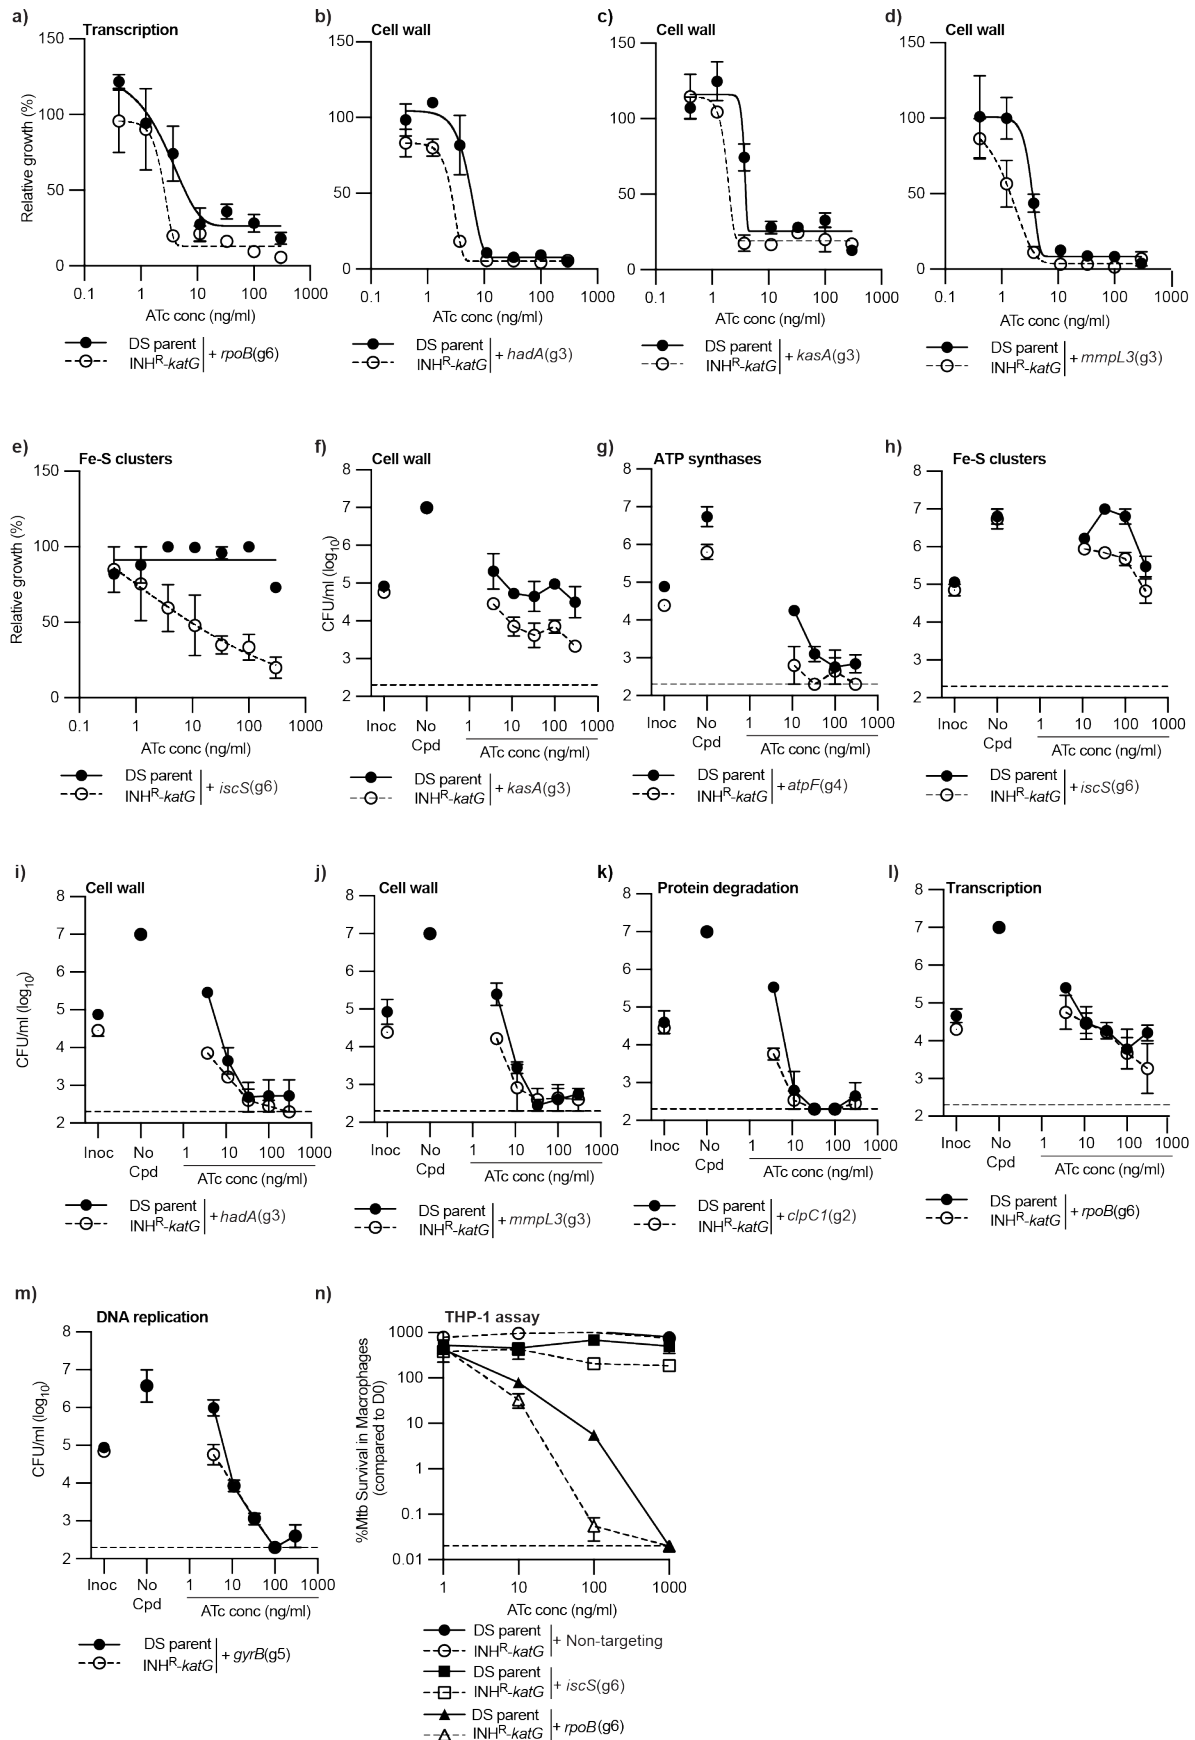 a)
Transcription
Relative growth (%)
150
100
50
0
0.1 1 10 100 1000
ATc conc (ng/ml)
DS parent
INHR-katG
+ rpoB(g6)
b)
Cell wall
150
100
50
0
0.1 1 10 100 1000
ATc conc (ng/ml)
DS parent
INHR-katG
+ hadA(g3)
c)
Cell wall
150
100
50
0
0.1 1 10 100 1000
ATc conc (ng/ml)
DS parent
INHR-katG
+ kasA(g3)
d)
Cell wall
150
100
50
0
0.1 1 10 100 1000
ATc conc (ng/ml)
DS parent
INHR-katG
+ mmpL3(g3)
e)
Fe-S clusters
Relative growth (%)
150
100
50
0
0.1 1 10 100 1000
ATc conc (ng/ml)
DS parent
INHR-katG
+ iscS(g6)
f)
Cell wall
CFU/ml (log10)
8
7
6
5
4
3
2
Inoc No Cpd 1 10 100 1000
ATc conc (ng/ml)
DS parent
INHR-katG
+ kasA(g3)
g)
ATP synthases
8
7
6
5
4
3
2
Inoc No Cpd 1 10 100 1000
ATc conc (ng/ml)
DS parent
INHR-katG
+ atpF(g4)
h)
Fe-S clusters
8
7
6
5
4
3
2
Inoc No Cpd 1 10 100 1000
ATc conc (ng/ml)
DS parent
INHR-katG
+ iscS(g6)
i)
Cell wall
CFU/ml (log10)
8
7
6
5
4
3
2
Inoc No Cpd 1 10 100 1000
ATc conc (ng/ml)
DS parent
INHR-katG
+ hadA(g3)
j)
Cell wall
8
7
6
5
4
3
2
Inoc No Cpd 1 10 100 1000
ATc conc (ng/ml)
DS parent
INHR-katG
+ mmpL3(g3)
k)
Protein degradation
8
7
6
5
4
3
2
Inoc No Cpd 1 10 100 1000
ATc conc (ng/ml)
DS parent
INHR-katG
+ clpC1(g2)
l)
Transcription
8
7
6
5
4
3
2
Inoc No Cpd 1 10 100 1000
ATc conc (ng/ml)
DS parent
INHR-katG
+ rpoB(g6)
m)
DNA replication
CFU/ml (log10)
8
7
6
5
4
3
2
Inoc No Cpd 1 10 100 1000
ATc conc (ng/ml)
DS parent
INHR-katG
+ gyrB(g5)
n)
THP-1 assay
%Mtb Survival in Macrophages
(compared to D0)
1000
100
10
1
0.1
0.01
1 10 100 1000
ATc conc (ng/ml)
DS parent
INHR-katG
+ Non-targeting
DS parent
INHR-katG
+ iscS(g6)
DS parent
INHR-katG
+ rpoB(g6)